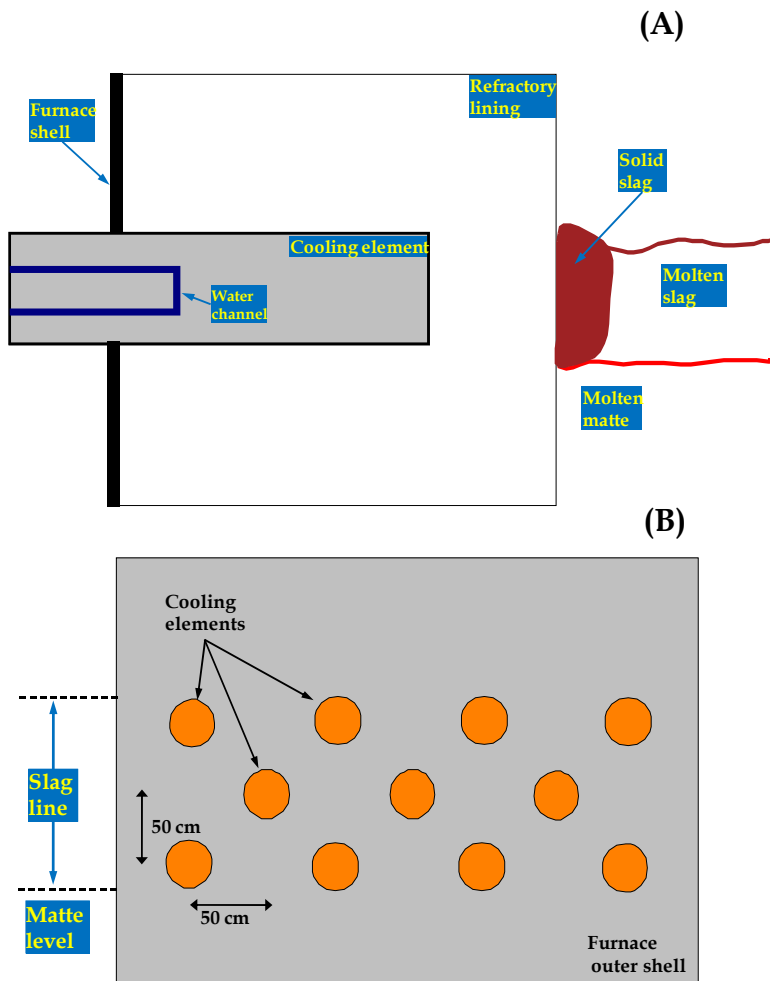 (A)
Refractory
lining
Furnace
shell
Solid
slag
Cooling element
Molten
slag
Water
channel
Molten
matte
(B)
Cooling
elements
Slag
line
50 cm
50 cm
Matte
level
Furnace
outer shell